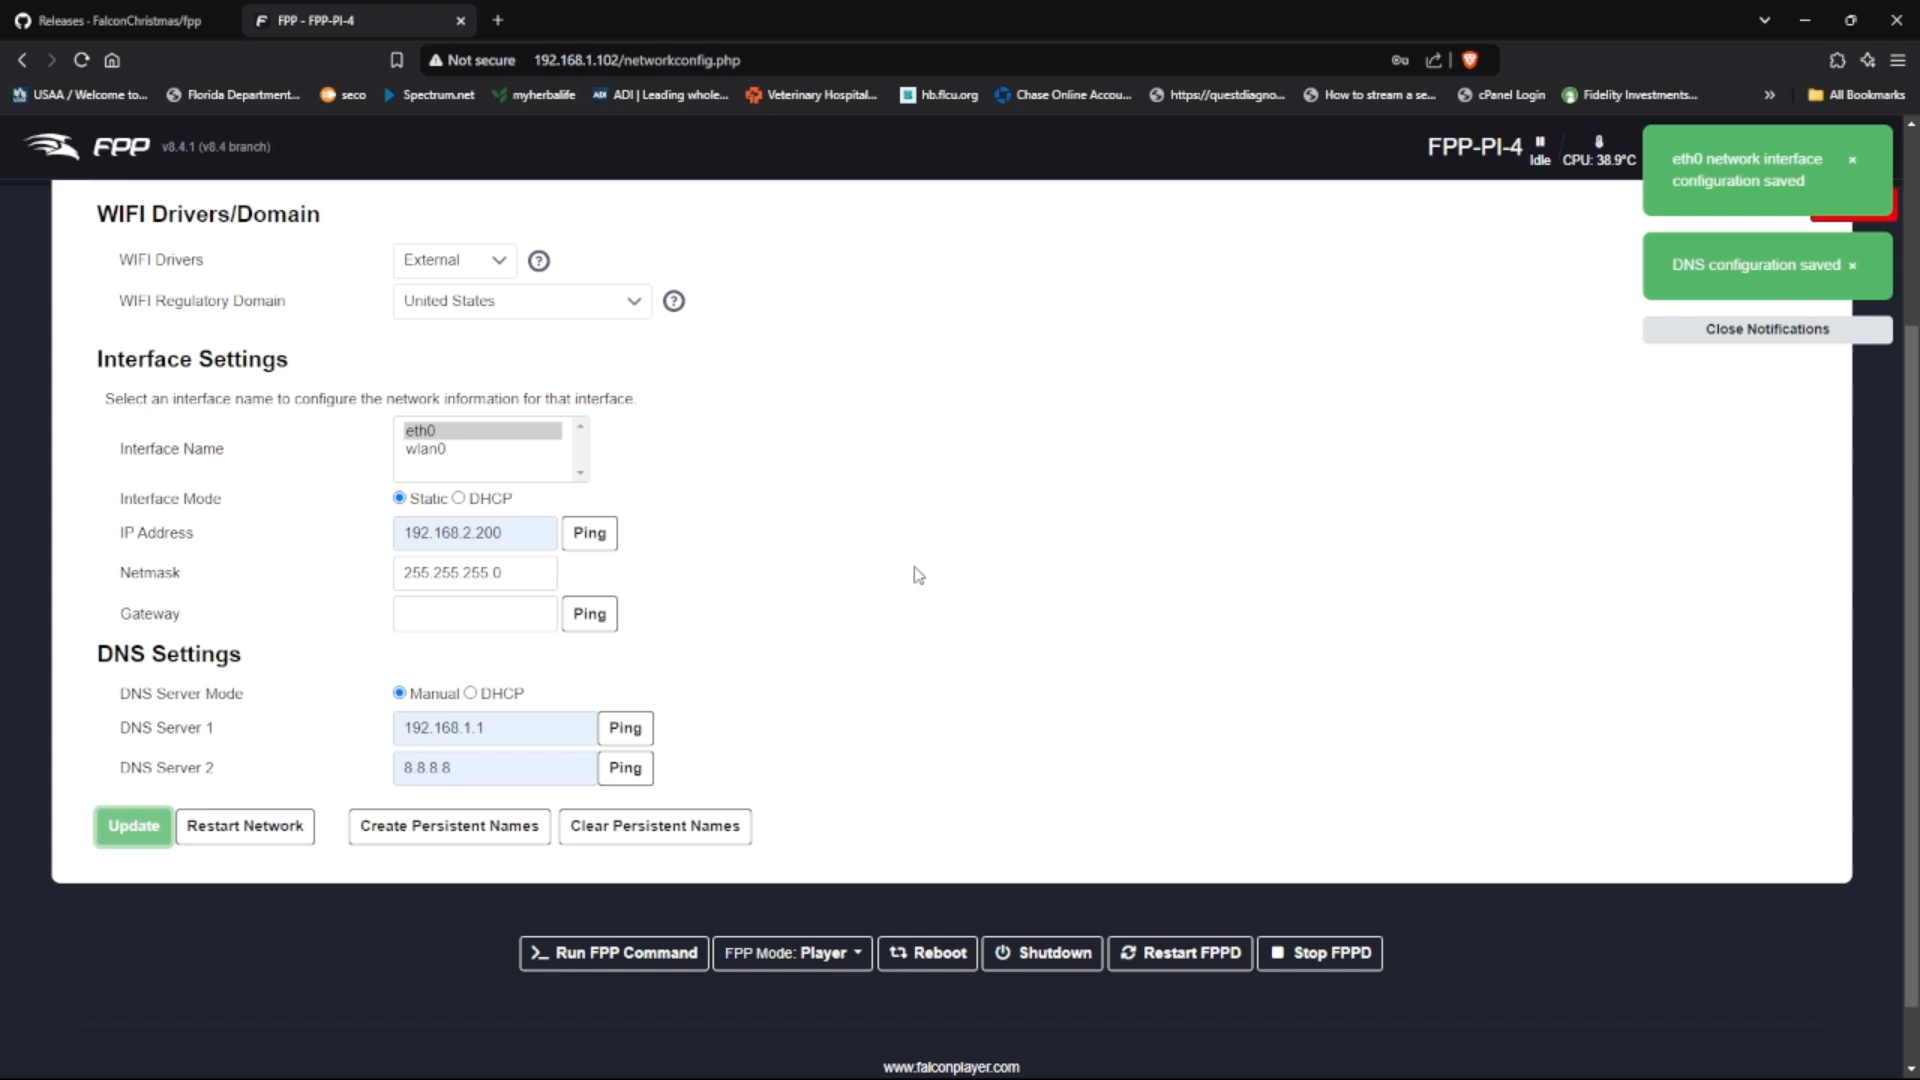 Releases - FalconChristmas/fpp
FPP - FPP-PI-4
Not secure
192.168.1.102/networkconfig.php
USAA / Welcome to...
Florida Department...
seco
Spectrum.net
myherbalife
ADI | Leading whole...
Veterinary Hospital...
hb.flcu.org
Chase Online Accou...
https://questdiagno...
How to stream a se...
cPanel Login
Fidelity Investments...
All Bookmarks
FPP
v8.4.1 (v8.4 branch)
FPP-PI-4
Idle
CPU: 38.9°C
eth0 network interface
configuration saved
DNS configuration saved
Close Notifications
WIFI Drivers/Domain
WIFI Drivers
External
WIFI Regulatory Domain
United States
Interface Settings
Select an interface name to configure the network information for that interface.
Interface Name
eth0
wlan0
Interface Mode
Static
DHCP
IP Address
192.168.2.200
Ping
Netmask
255.255.255.0
Gateway
Ping
DNS Settings
DNS Server Mode
Manual
DHCP
DNS Server 1
192.168.1.1
Ping
DNS Server 2
8.8.8.8
Ping
Update
Restart Network
Create Persistent Names
Clear Persistent Names
Run FPP Command
FPP Mode: Player
Reboot
Shutdown
Restart FPPD
Stop FPPD
www.falconplayer.com